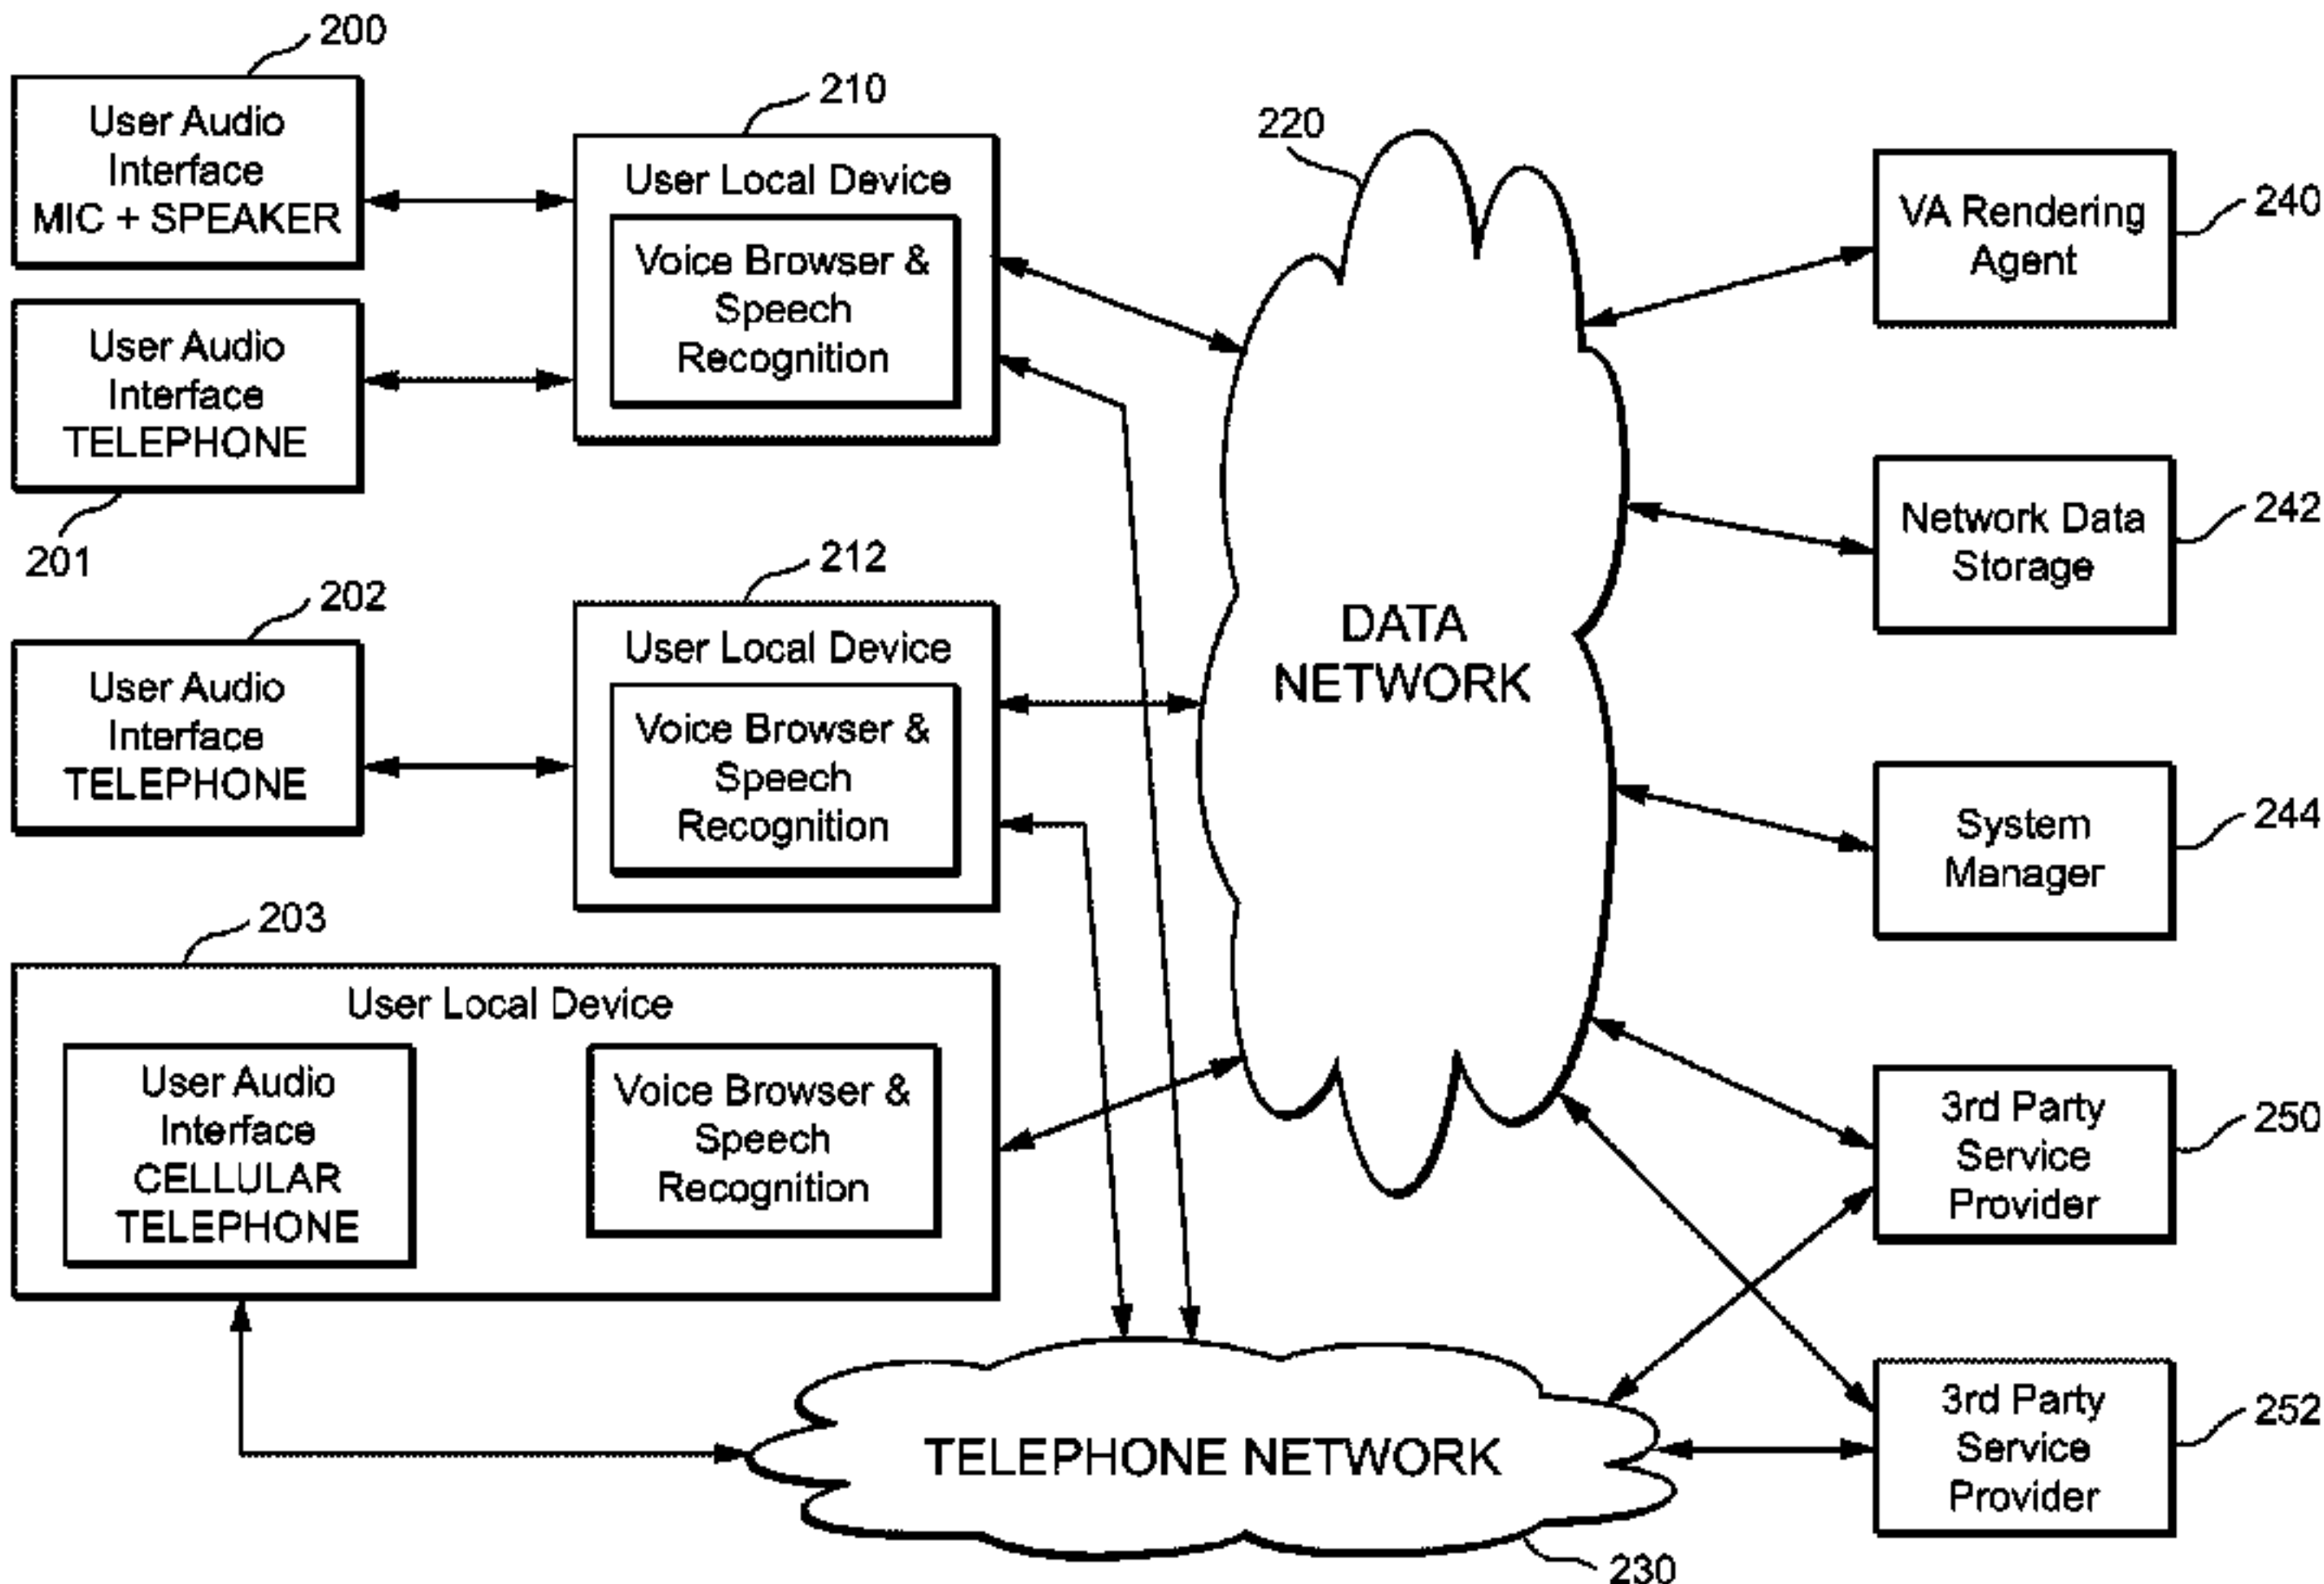 200
User Audio
Interface
MIC + SPEAKER
User Audio
Interface
TELEPHONE
201
202
User Audio
Interface
TELEPHONE
210
User Local Device
Voice Browser &
Speech
Recognition
212
User Local Device
Voice Browser &
Speech
Recognition
203
User Local Device
User Audio
Interface
CELLULAR
TELEPHONE
Voice Browser &
Speech
Recognition
220
DATA
NETWORK
TELEPHONE NETWORK
230
VA Rendering
Agent
240
Network Data
Storage
242
System
Manager
244
3rd Party
Service
Provider
250
3rd Party
Service
Provider
252